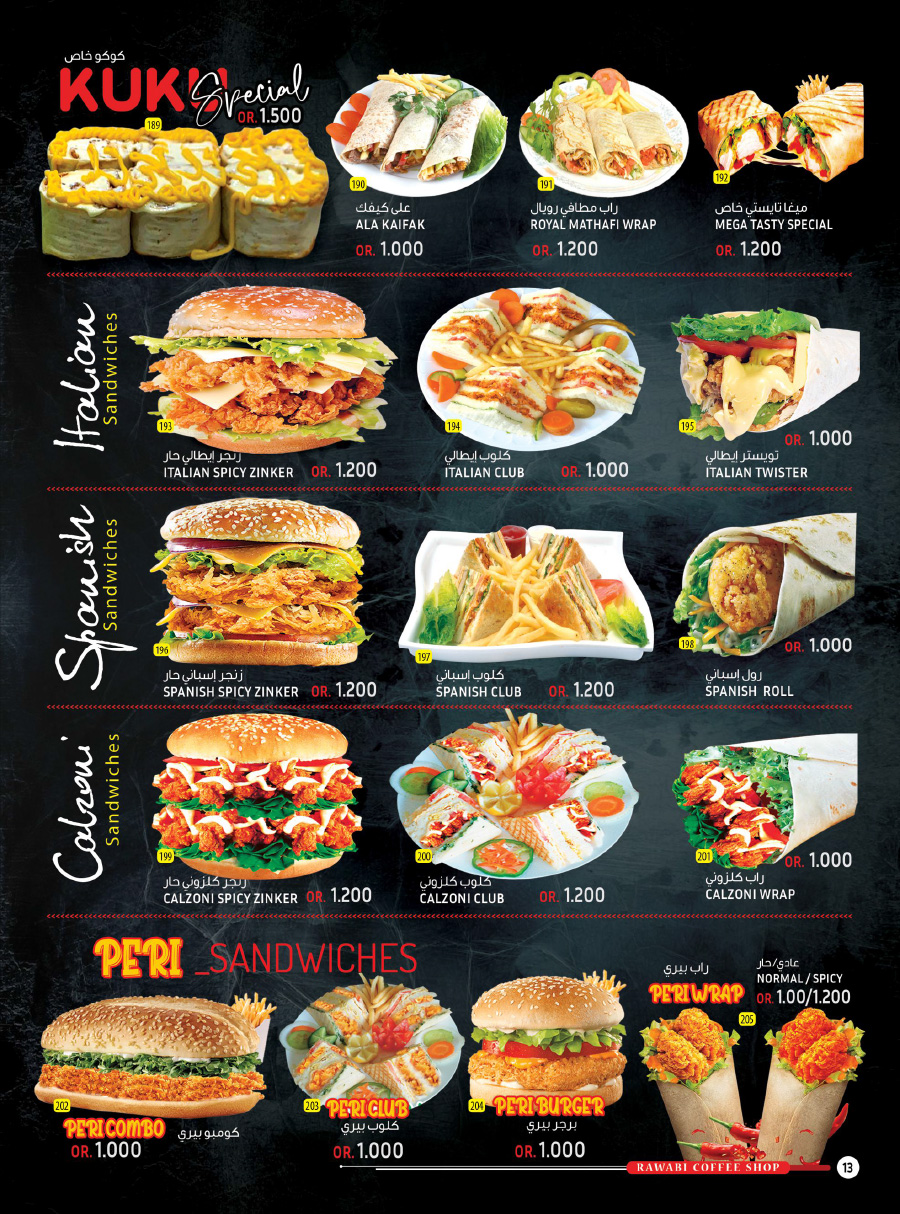 كوكو خاص
KUKU Special
OR. 1.500
189
190
على كيفك
ALA KAIFAK
OR. 1.000
191
راب مطافي رويال
ROYAL MATHAFI WRAP
OR. 1.200
192
ميغا تايستي خاص
MEGA TASTY SPECIAL
OR. 1.200
Italian
Sandwiches
193
زنجر إيطالي حار
ITALIAN SPICY ZINKER OR. 1.200
194
كلوب إيطالي
ITALIAN CLUB OR. 1.000
195
OR. 1.000
تويستر إيطالي
ITALIAN TWISTER
Spanish
Sandwiches
196
زنجر إسباني حار
SPANISH SPICY ZINKER OR. 1.200
197
كلوب إسباني
SPANISH CLUB OR. 1.200
198
OR. 1.000
رول إسباني
SPANISH ROLL
Calzoni
Sandwiches
199
زنجر كلزوني حار
CALZONI SPICY ZINKER OR. 1.200
200
كلوب كلزوني
CALZONI CLUB OR. 1.200
201
OR. 1.000
راب كلزوني
CALZONI WRAP
PERI _SANDWICHES
202
PERI COMBO كومبو بيري
OR. 1.000
203
PERI CLUB
كلوب بيري
OR. 1.000
204
PERI BURGER
برجر بيري
OR. 1.000
راب بيري
PERI WRAP
عادي/حار
NORMAL / SPICY
OR. 1.00/1.200
205
RAWABI COFFEE SHOP
13